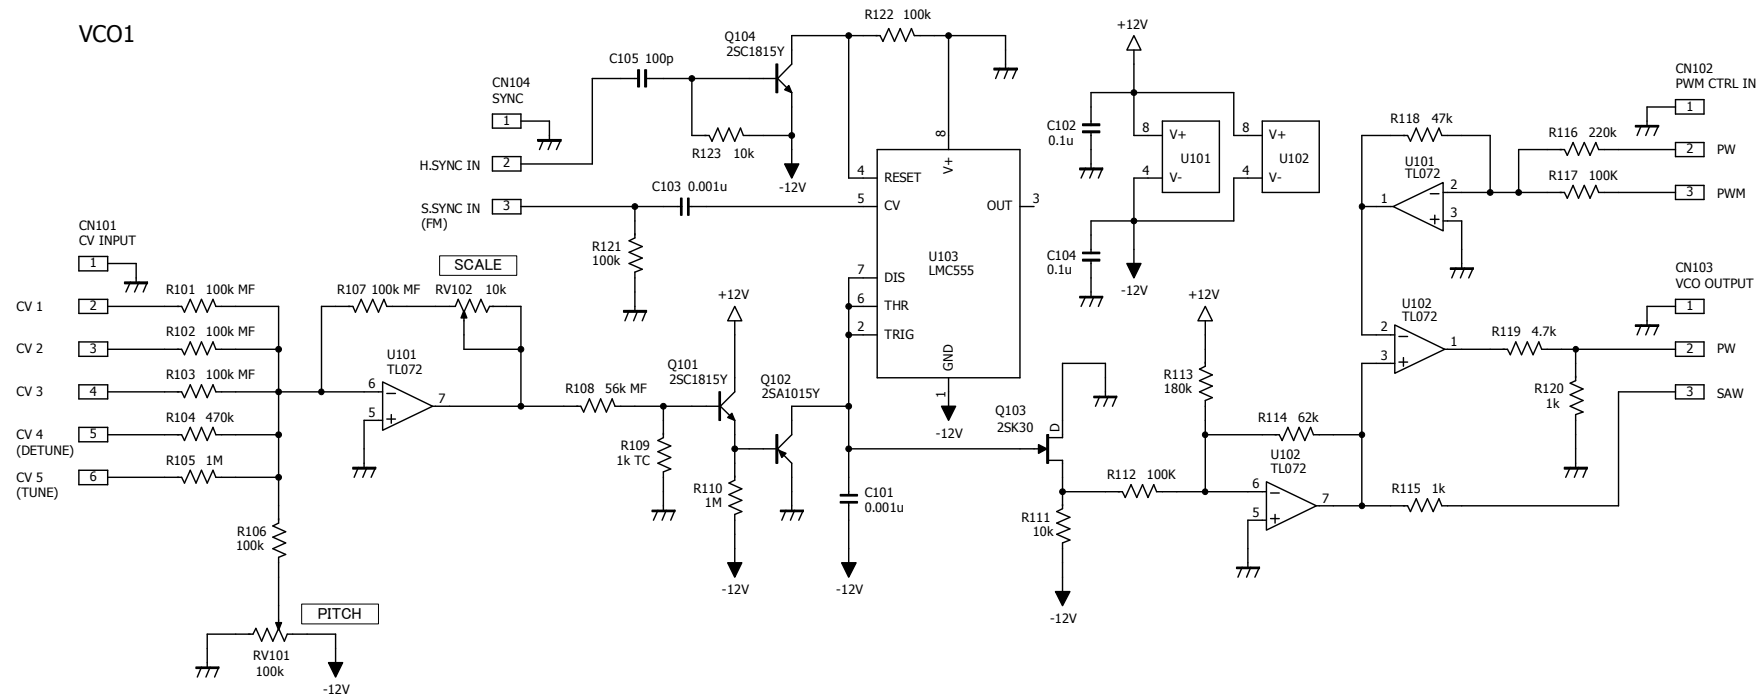 VCO1
R122 100k
Q104
2SC1815Y
C105 100p
CN104
SYNC
1
H.SYNC IN
2
R123 10k
-12V
S.SYNC IN
(FM)
3
C103 0.001u
R121
100k
4
RESET
5
CV
8
V+
OUT
3
U103
LMC555
7
DIS
6
THR
2
TRIG
GND
1
-12V
+12V
C102
0.1u
8
V+
U101
4
V-
8
V+
U102
4
V-
C104
0.1u
-12V
CN102
PWM CTRL IN
1
R118 47k
R116 220k
2
PW
U101
TL072
R117 100K
3
PWM
1
2
3
CN101
CV INPUT
1
CV 1
2
R101 100k MF
CV 2
3
R102 100k MF
CV 3
4
R103 100k MF
CV 4
(DETUNE)
5
R104 470k
CV 5
(TUNE)
6
R105 1M
R106
100k
PITCH
RV101
100k
-12V
SCALE
R107 100k MF
RV102 10k
U101
TL072
6
5
7
R108 56k MF
R109
1k TC
+12V
Q101
2SC1815Y
Q102
2SA1015Y
R110
1M
-12V
C101
0.001u
-12V
Q103
2SK30
D
R111
10k
-12V
R112 100K
+12V
R113
180k
R114 62k
U102
TL072
6
5
7
R115 1k
U102
TL072
2
3
1
R119 4.7k
R120
1k
CN103
VCO OUTPUT
1
2
PW
3
SAW